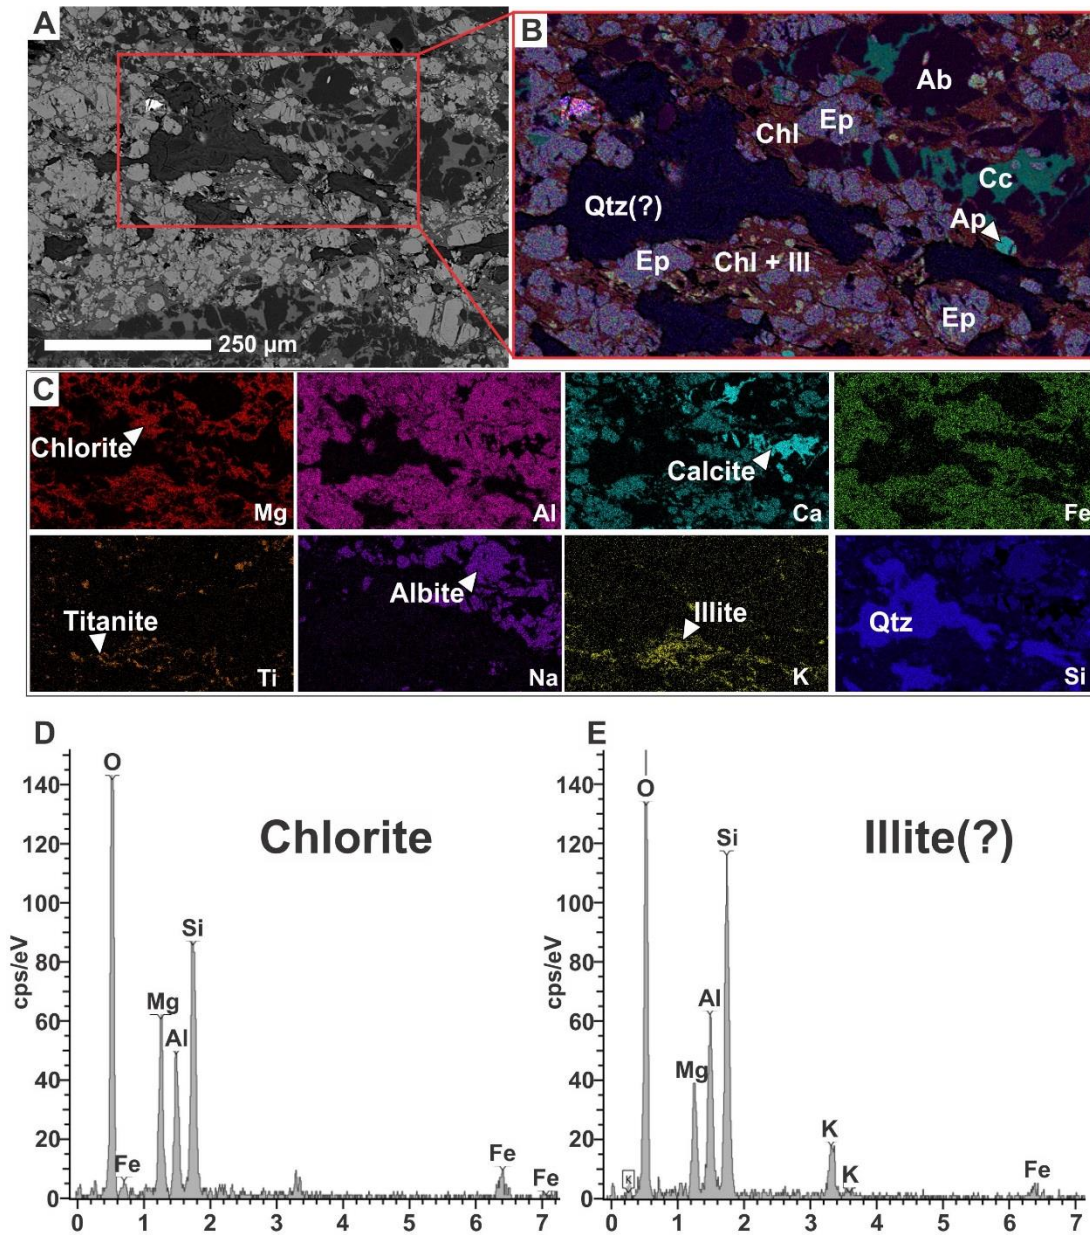 A
250 µm
B
Ab
Ep
Chl
Cc
Qtz(?)
Ap
Ep
Chl + Ill
Ep
C
Chlorite
Mg
Al
Calcite
Ca
Fe
Titanite
Ti
Albite
Na
Illite
K
Qtz
Si
D
Chlorite
O
Si
Mg
Al
Fe
Fe
Fe
cps/eV
140
120
100
80
60
40
20
0
0 1 2 3 4 5 6 7
E
Illite(?)
O
Si
Al
Mg
K
K
K
Fe
cps/eV
140
120
100
80
60
40
20
0
0 1 2 3 4 5 6 7